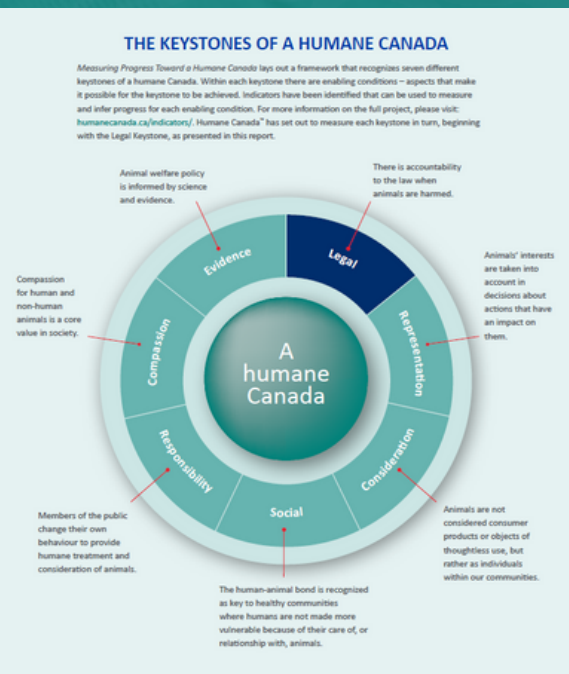 THE KEYSTONES OF A HUMANE CANADA
Measuring Progress Toward a Humane Canada lays out a framework that recognizes seven different
keystones of a humane Canada. Within each keystone there are enabling conditions – aspects that make
it possible for the keystone to be achieved. Indicators have been identified that can be used to measure
and infer progress for each enabling condition. For more information on the full project, please visit:
humanecanada.ca/indicators/. Humane Canada™ has set out to measure each keystone in turn, beginning
with the Legal Keystone, as presented in this report.
Animal welfare policy
is informed by science
and evidence.
There is accountability
to the law when
animals are harmed.
Evidence
Legal
Animals' interests
are taken into
account in
decisions about
actions that have
an impact on
them.
Compassion
for human and
non-human
animals is a core
value in society.
Compassion
Representation
A
humane
Canada
Responsibility
Consideration
Social
Members of the public
change their own
behaviour to provide
humane treatment and
consideration of animals.
Animals are not
considered consumer
products or objects of
thoughtless use, but
rather as individuals
within our communities.
The human-animal bond is recognized
as key to healthy communities
where humans are not made more
vulnerable because of their care of, or
relationship with, animals.